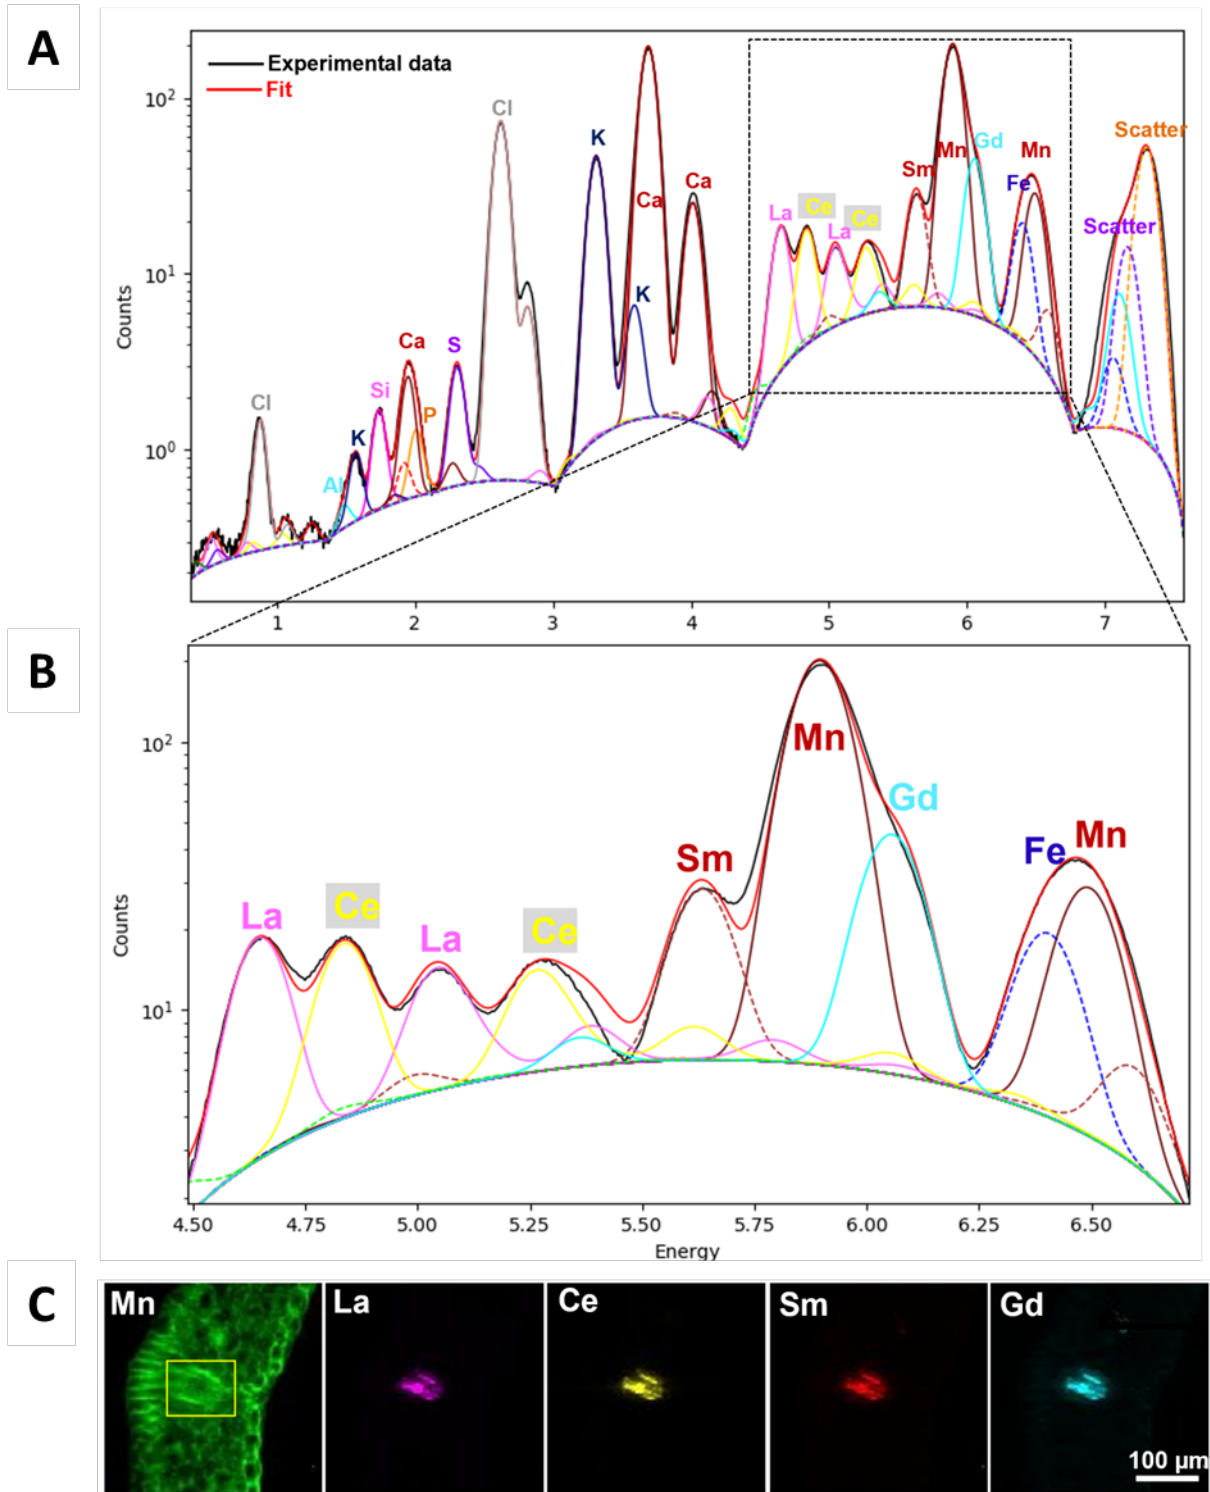 A
Experimental data
Fit
Cl
K
Ca
Ca
Cl
Al
K
Si
Ca
P
S
K
La
Ce
La
Ce
Sm
Mn
Gd
Fe
Mn
Scatter
Scatter
Counts
10² 10¹ 10⁰
1 2 3 4 5 6 7
B
La
Ce
La
Ce
Sm
Mn
Gd
Fe
Mn
Counts
10² 10¹
4.50 4.75 5.00 5.25 5.50 5.75 6.00 6.25 6.50
Energy
C
Mn La Ce Sm Gd
100 µm